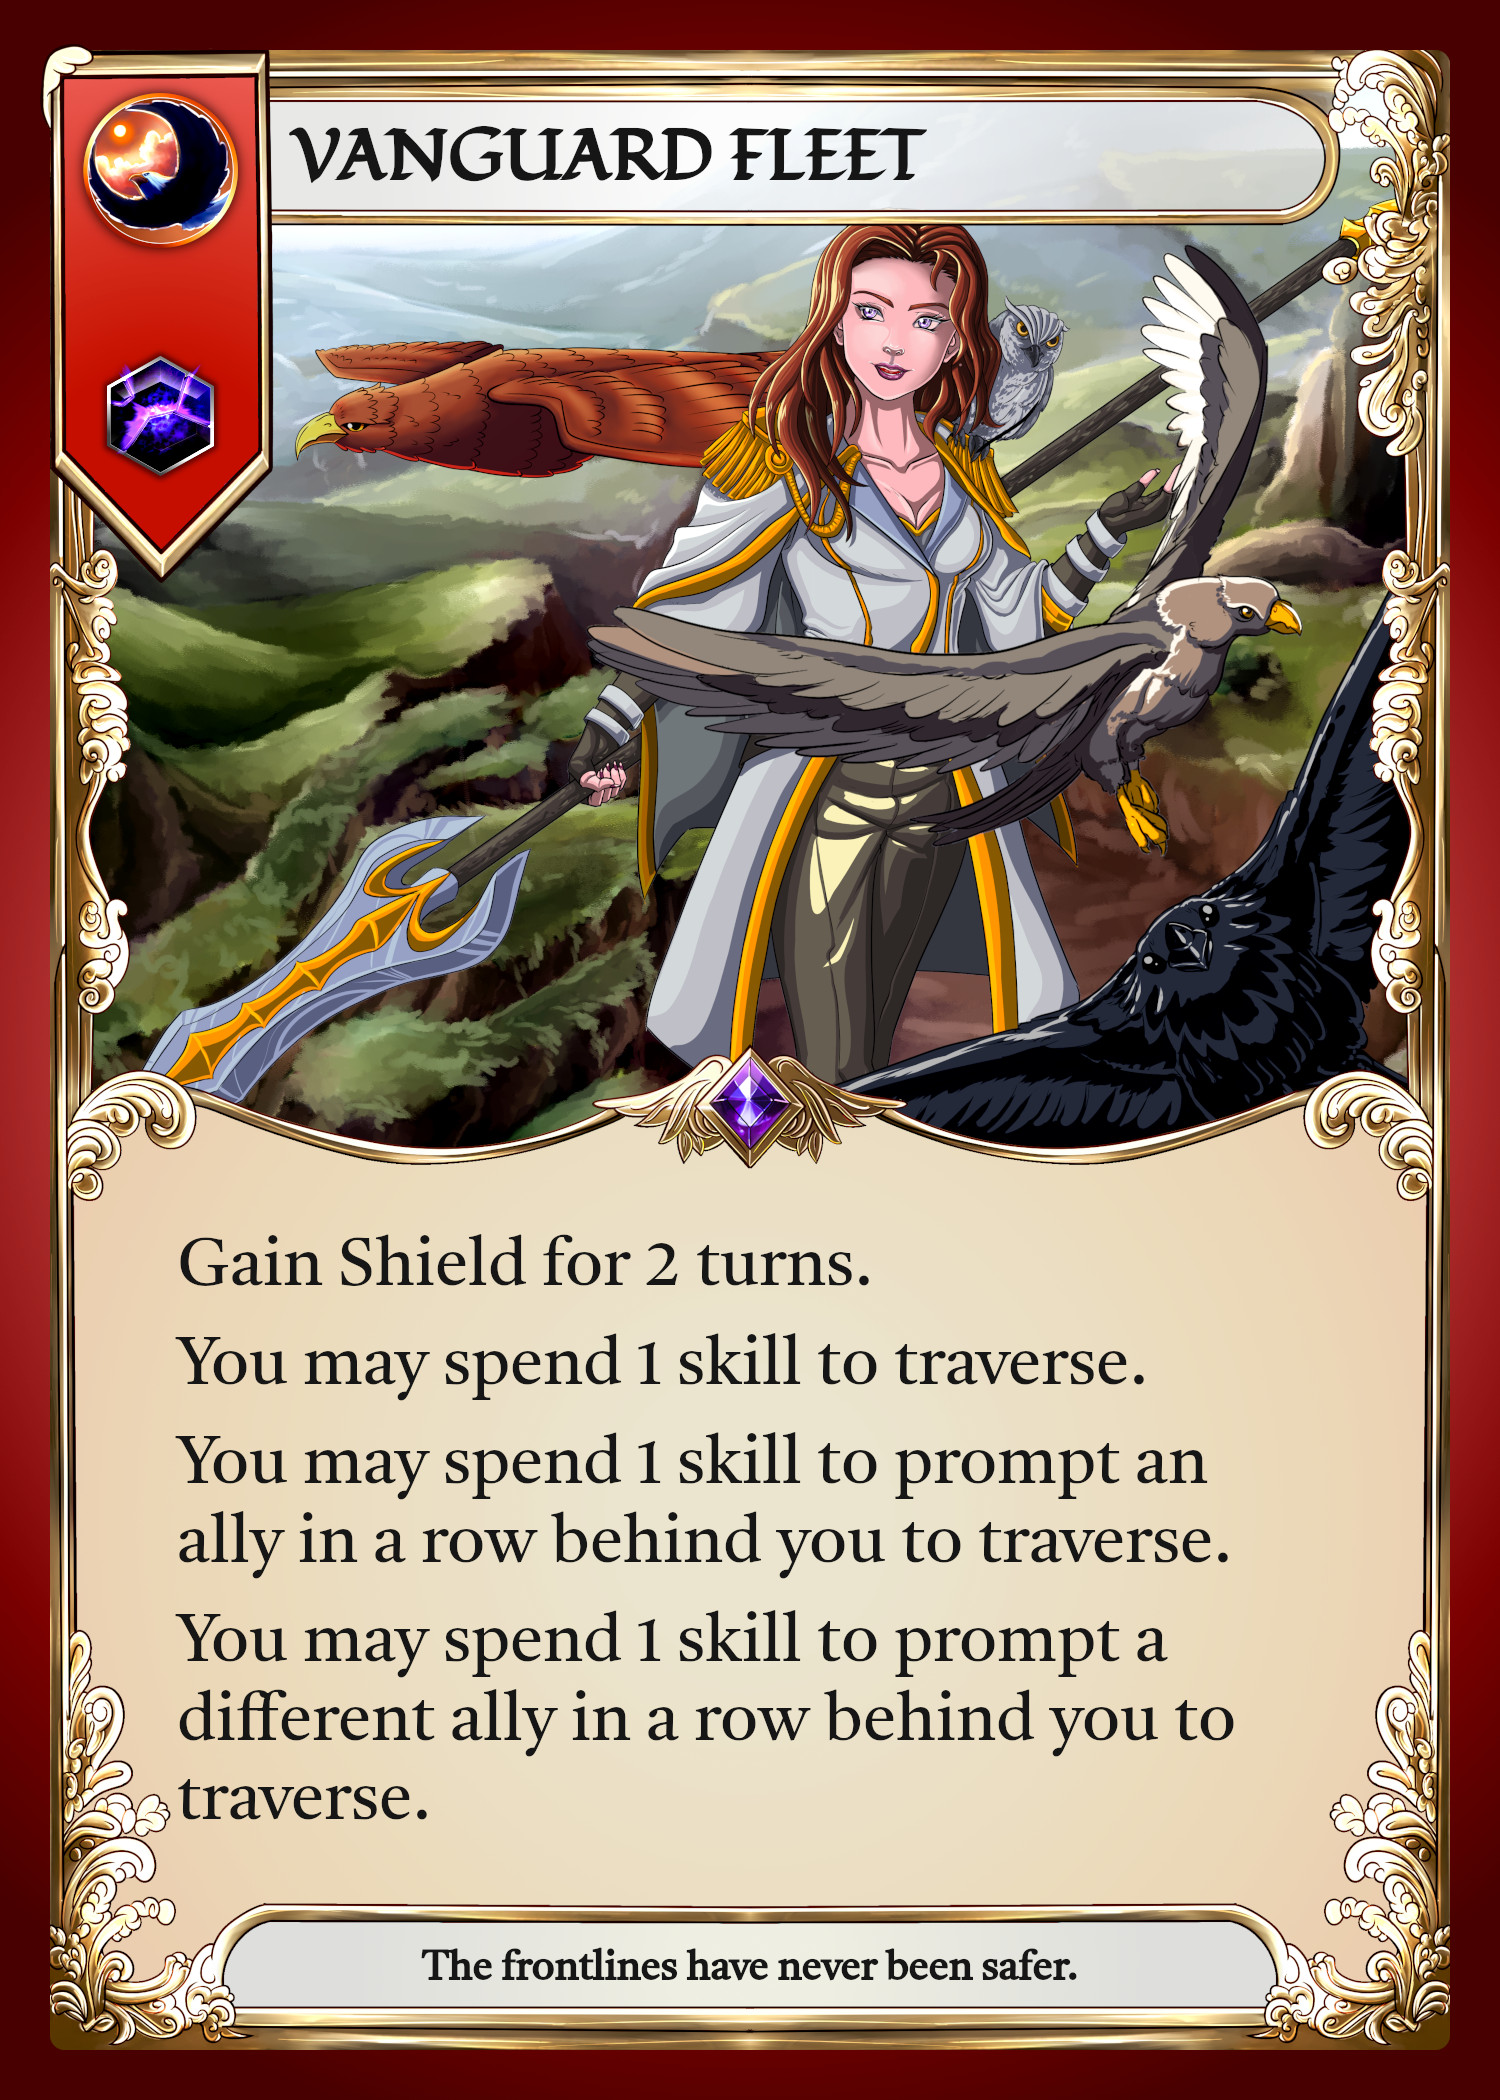 VANGUARD FLEET
Gain Shield for 2 turns.
You may spend 1 skill to traverse.
You may spend 1 skill to prompt an
ally in a row behind you to traverse.
You may spend 1 skill to prompt a
different ally in a row behind you to
traverse.
The frontlines have never been safer.